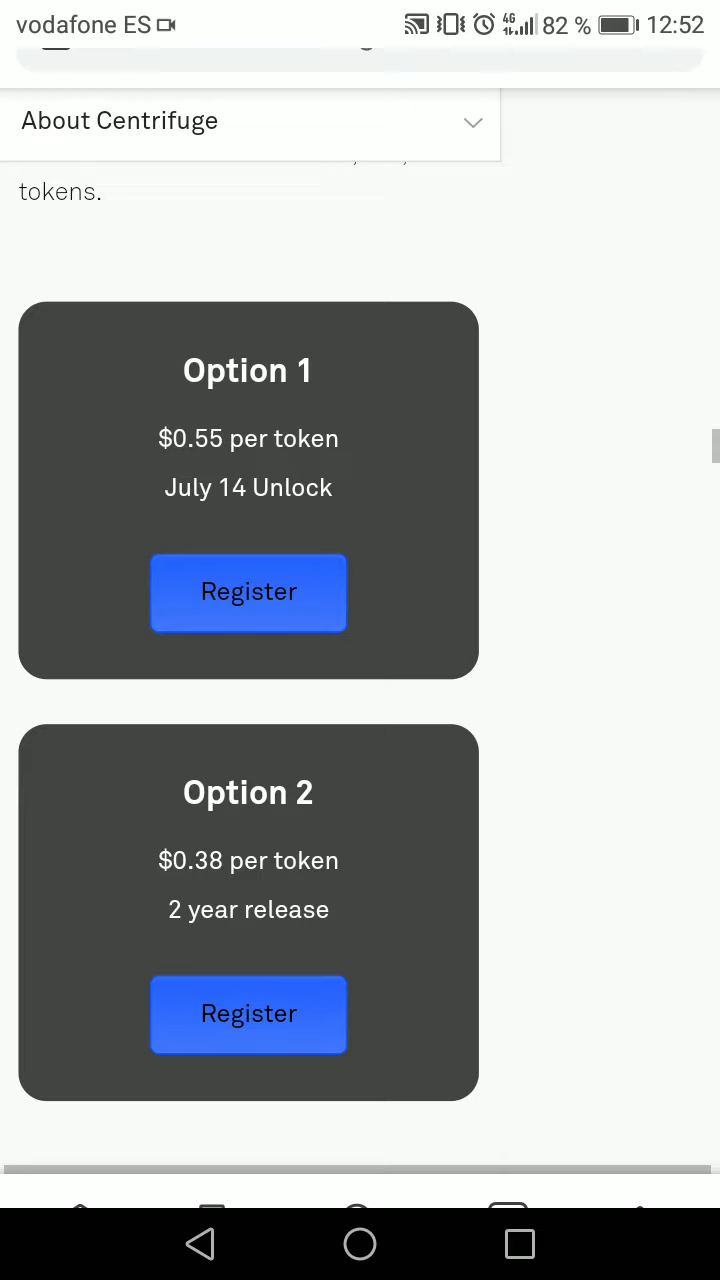 vodafone ES
4G
82 %
12:52
About Centrifuge
tokens.
Option 1
$0.55 per token
July 14 Unlock
Register
Option 2
$0.38 per token
2 year release
Register